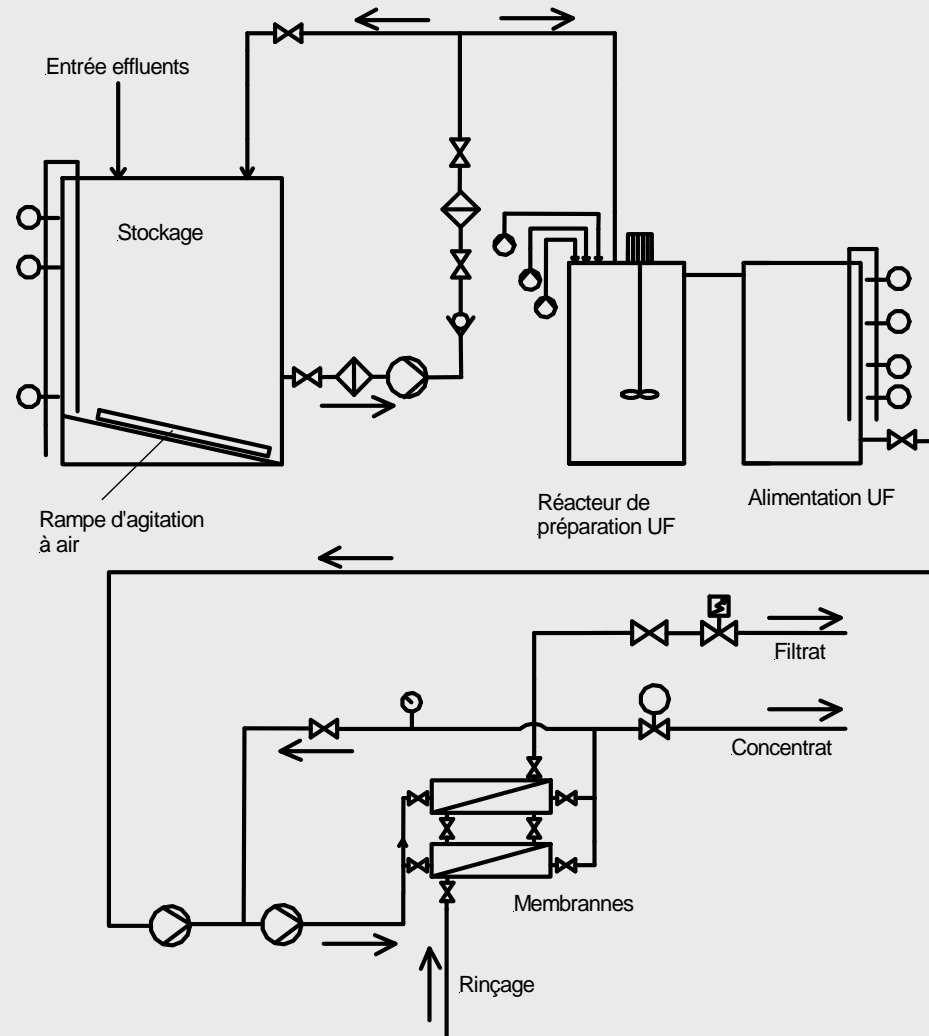 Entrée effluents
Stockage
Rampe d'agitation
à air
Réacteur de
préparation UF
Alimentation UF
Filtrat
Concentrat
Membrannes
Rinçage